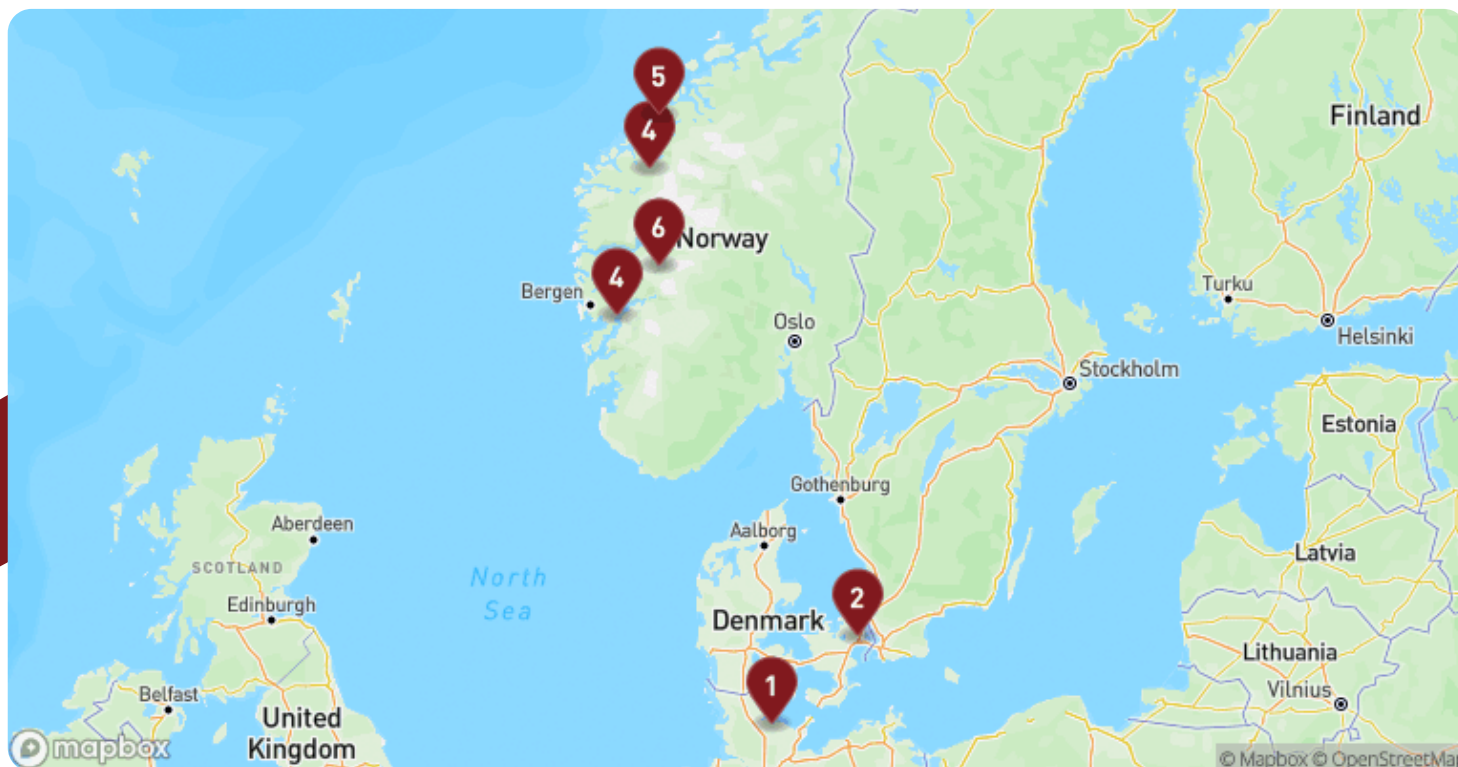 5
Finland
4
6
Norway
4
Turku
Bergen
Oslo
Helsinki
Stockholm
Estonia
Gothenburg
Aberdeen
Aalborg
Latvia
SCOTLAND
North
Sea
2
Edinburgh
Denmark
Lithuania
1
Belfast
Vilnius
United
Kingdom
mapbox
© Mapbox © OpenStreetMap